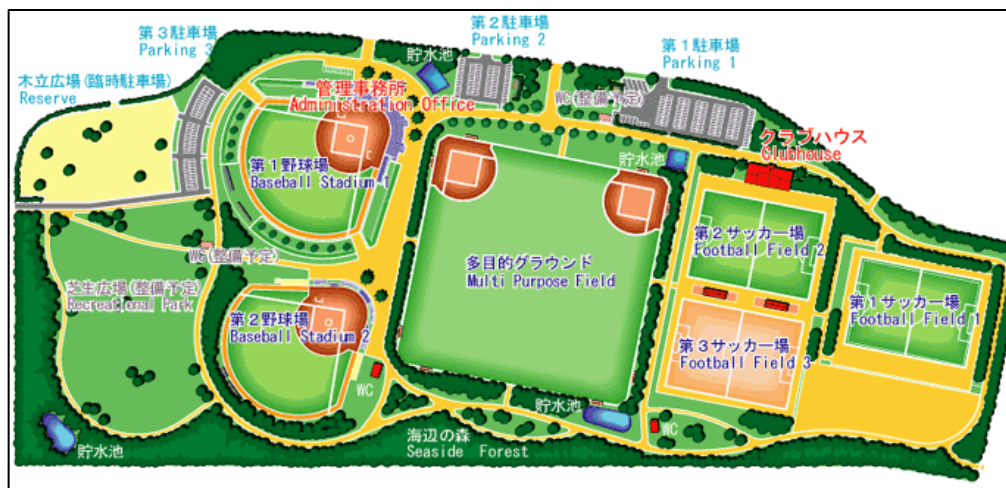 第３駐車場
Parking 3
第２駐車場
Parking 2
第１駐車場
Parking 1
木立広場(臨時駐車場)
Reserve
貯水池
管理事務所
Administration Office
WC(整備予定)
クラブハウス
Clubhouse
貯水池
第１野球場
Baseball Stadium 1
第２サッカー場
Football Field 2
WC(整備予定)
多目的グラウンド
Multi Purpose Field
芝生広場(整備予定)
Recreational Park
第１サッカー場
Football Field 1
第２野球場
Baseball Stadium 2
第３サッカー場
Football Field 3
WC
貯水池
WC
海辺の森
Seaside Forest
貯水池